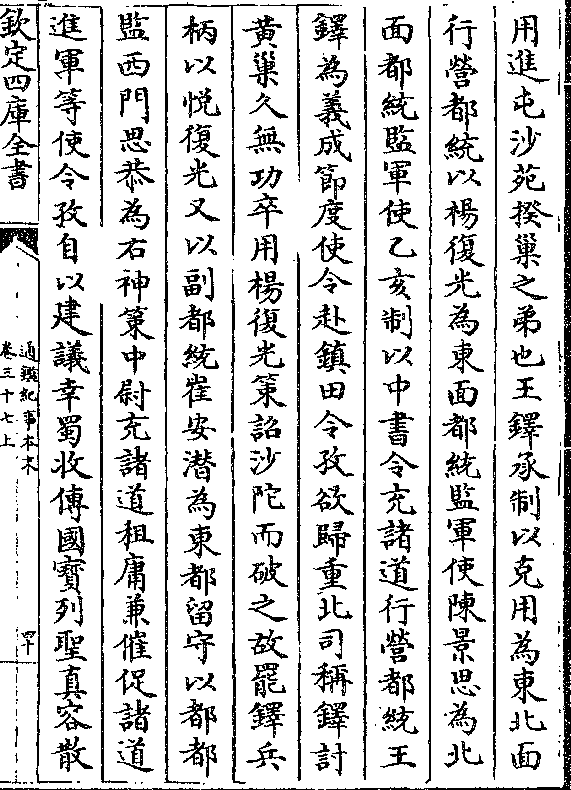 用進屯沙苑揆巢之弟也王鐸承制以克用為東北面
行營都統以楊復光為東面都統監軍使陳景思為北
面都統監軍使乙亥制以中書令充諸道行營都統王
鐸為義成節度使令赴鎮田令孜欲歸重北司稱鐸討
黃巢久無功卒用楊復光策詔沙陀而破之故罷鐸兵
柄以悅復光又以副都統崔安潛為東都留守以都都
監西門思恭為右神策中尉充諸道租庸兼催促諸道
進軍等使令孜自以建議幸蜀收傳國寶列聖真容散
欽定四庫全書
通鑑紀事本末
卷三十七上
四十